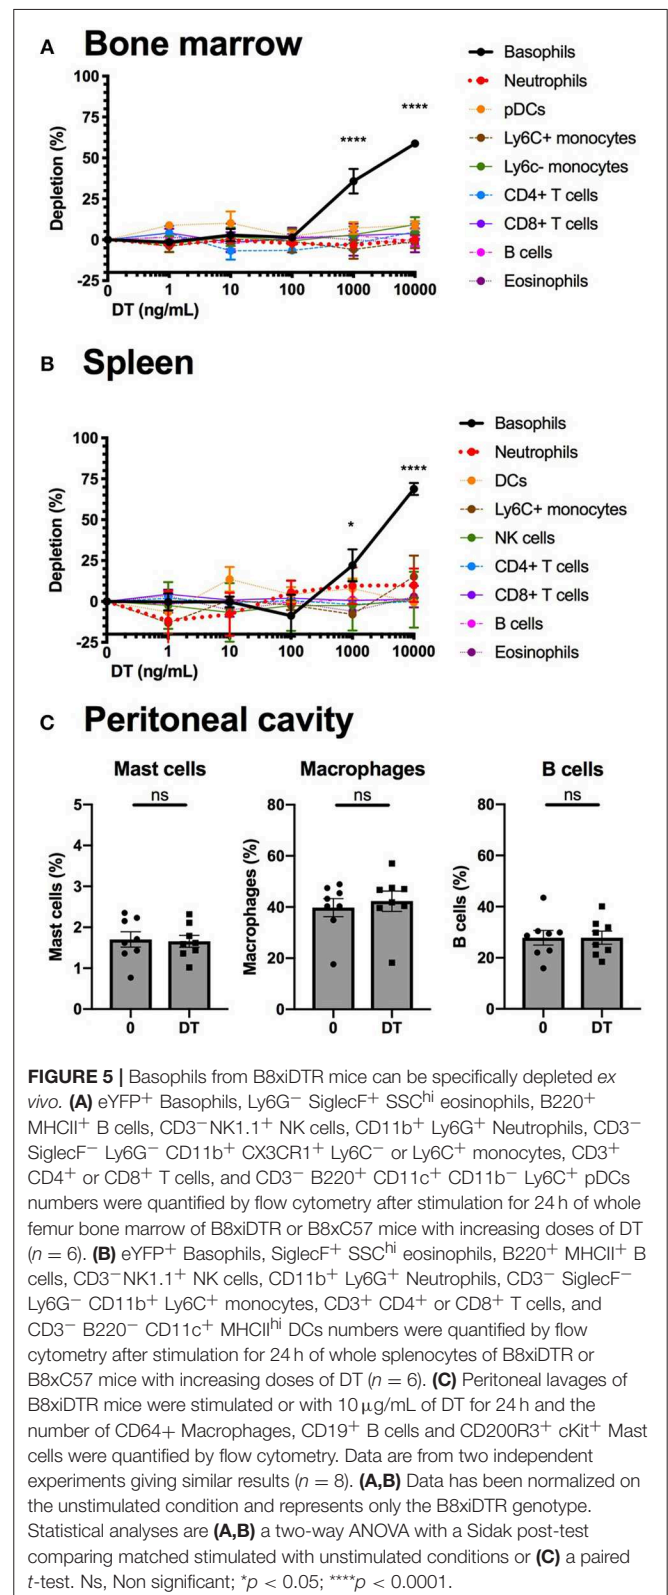 A Bone marrow
100
75
50
25
0
-25
Depletion (%)
****
****
0 1 10 100 1000 10000
DT (ng/mL)
Basophils
Neutrophils
pDCs
Ly6C+ monocytes
Ly6c- monocytes
CD4+ T cells
CD8+ T cells
B cells
Eosinophils
B Spleen
100
75
50
25
0
-25
Depletion (%)
*
****
0 1 10 100 1000 10000
DT (ng/mL)
Basophils
Neutrophils
DCs
Ly6C+ monocytes
NK cells
CD4+ T cells
CD8+ T cells
B cells
Eosinophils
C Peritoneal cavity
Mast cells
ns
5
4
3
2
1
0
Mast cells (%)
0 DT
Macrophages
ns
80
60
40
20
0
Macrophages (%)
0 DT
B cells
ns
80
60
40
20
0
B cells (%)
0 DT
FIGURE 5 | Basophils from B8xiDTR mice can be specifically depleted ex
vivo. (A) eYFP⁺ Basophils, Ly6G⁻ SiglecF⁺ SSCʰⁱ eosinophils, B220⁺
MHCII⁺ B cells, CD3⁻NK1.1⁺ NK cells, CD11b⁺ Ly6G⁺ Neutrophils, CD3⁻
SiglecF⁻ Ly6G⁻ CD11b⁺ CX3CR1⁺ Ly6C⁻ or Ly6C⁺ monocytes, CD3⁺
CD4⁺ or CD8⁺ T cells, and CD3⁻ B220⁺ CD11c⁺ CD11b⁻ Ly6C⁺ pDCs
numbers were quantified by flow cytometry after stimulation for 24 h of whole
femur bone marrow of B8xiDTR or B8xC57 mice with increasing doses of DT
(n = 6). (B) eYFP⁺ Basophils, SiglecF⁺ SSCʰⁱ eosinophils, B220⁺ MHCII⁺ B
cells, CD3⁻NK1.1⁺ NK cells, CD11b⁺ Ly6G⁺ Neutrophils, CD3⁻ SiglecF⁻
Ly6G⁻ CD11b⁺ Ly6C⁺ monocytes, CD3⁺ CD4⁺ or CD8⁺ T cells, and
CD3⁻ B220⁻ CD11c⁺ MHCIIʰⁱ DCs numbers were quantified by flow
cytometry after stimulation for 24 h of whole splenocytes of B8xiDTR or
B8xC57 mice with increasing doses of DT (n = 6). (C) Peritoneal lavages of
B8xiDTR mice were stimulated or with 10 µg/mL of DT for 24 h and the
number of CD64+ Macrophages, CD19⁺ B cells and CD200R3⁺ cKit⁺ Mast
cells were quantified by flow cytometry. Data are from two independent
experiments giving similar results (n = 8). (A,B) Data has been normalized on
the unstimulated condition and represents only the B8xiDTR genotype.
Statistical analyses are (A,B) a two-way ANOVA with a Sidak post-test
comparing matched stimulated with unstimulated conditions or (C) a paired
t-test. Ns, Non significant; *p < 0.05; ****p < 0.0001.